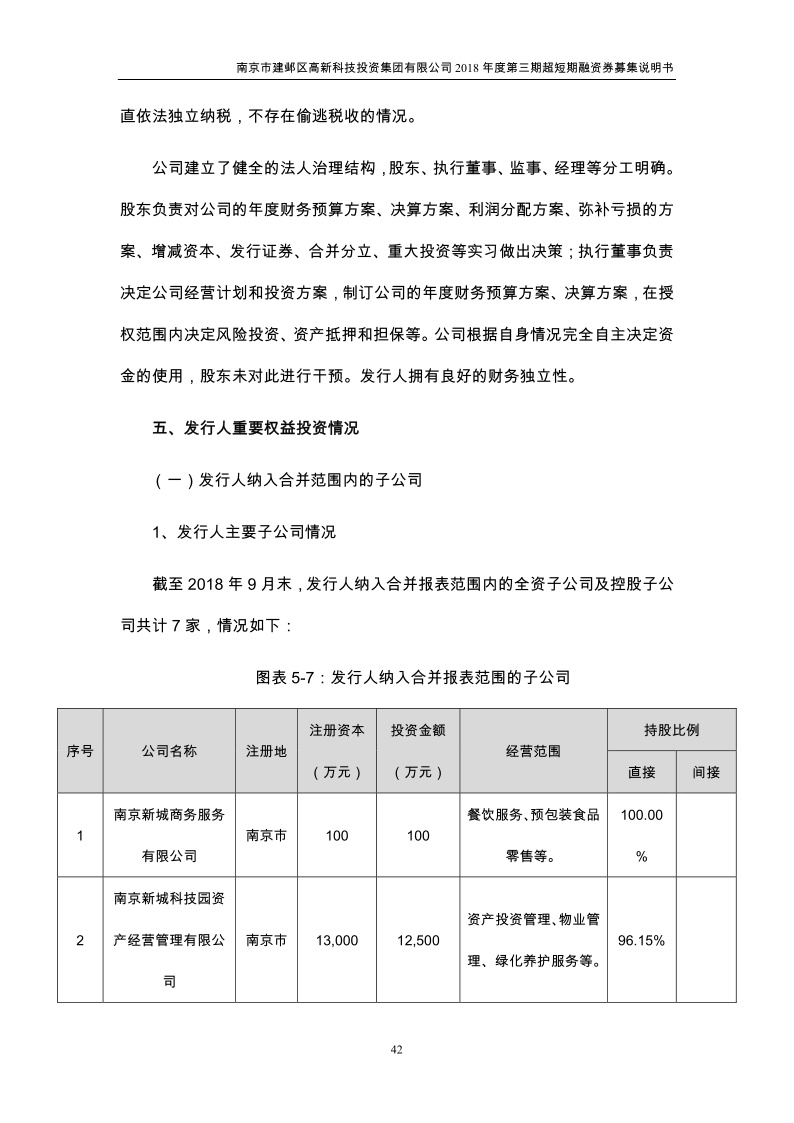 南京市建邺区高新科技投资集团有限公司 2018 年度第三期超短期融资券募集说明书
直依法独立纳税，不存在偷逃税收的情况。
公司建立了健全的法人治理结构，股东、执行董事、监事、经理等分工明确。
股东负责对公司的年度财务预算方案、决算方案、利润分配方案、弥补亏损的方
案、增减资本、发行证券、合并分立、重大投资等实习做出决策；执行董事负责
决定公司经营计划和投资方案，制订公司的年度财务预算方案、决算方案，在授
权范围内决定风险投资、资产抵押和担保等。公司根据自身情况完全自主决定资
金的使用，股东未对此进行干预。发行人拥有良好的财务独立性。
五、发行人重要权益投资情况
（一）发行人纳入合并范围内的子公司
1、发行人主要子公司情况
截至 2018 年 9 月末，发行人纳入合并报表范围内的全资子公司及控股子公
司共计 7 家，情况如下：
图表 5-7：发行人纳入合并报表范围的子公司
序号 公司名称 注册地 注册资本 投资金额 经营范围 持股比例
（万元） （万元） 直接 间接
1 南京新城商务服务 南京市 100 100 餐饮服务、预包装食品 100.00
有限公司 零售等。 %
2 南京新城科技园资 南京市 13,000 12,500 资产投资管理、物业管 96.15%
产经营管理有限公 理、绿化养护服务等。
司
42